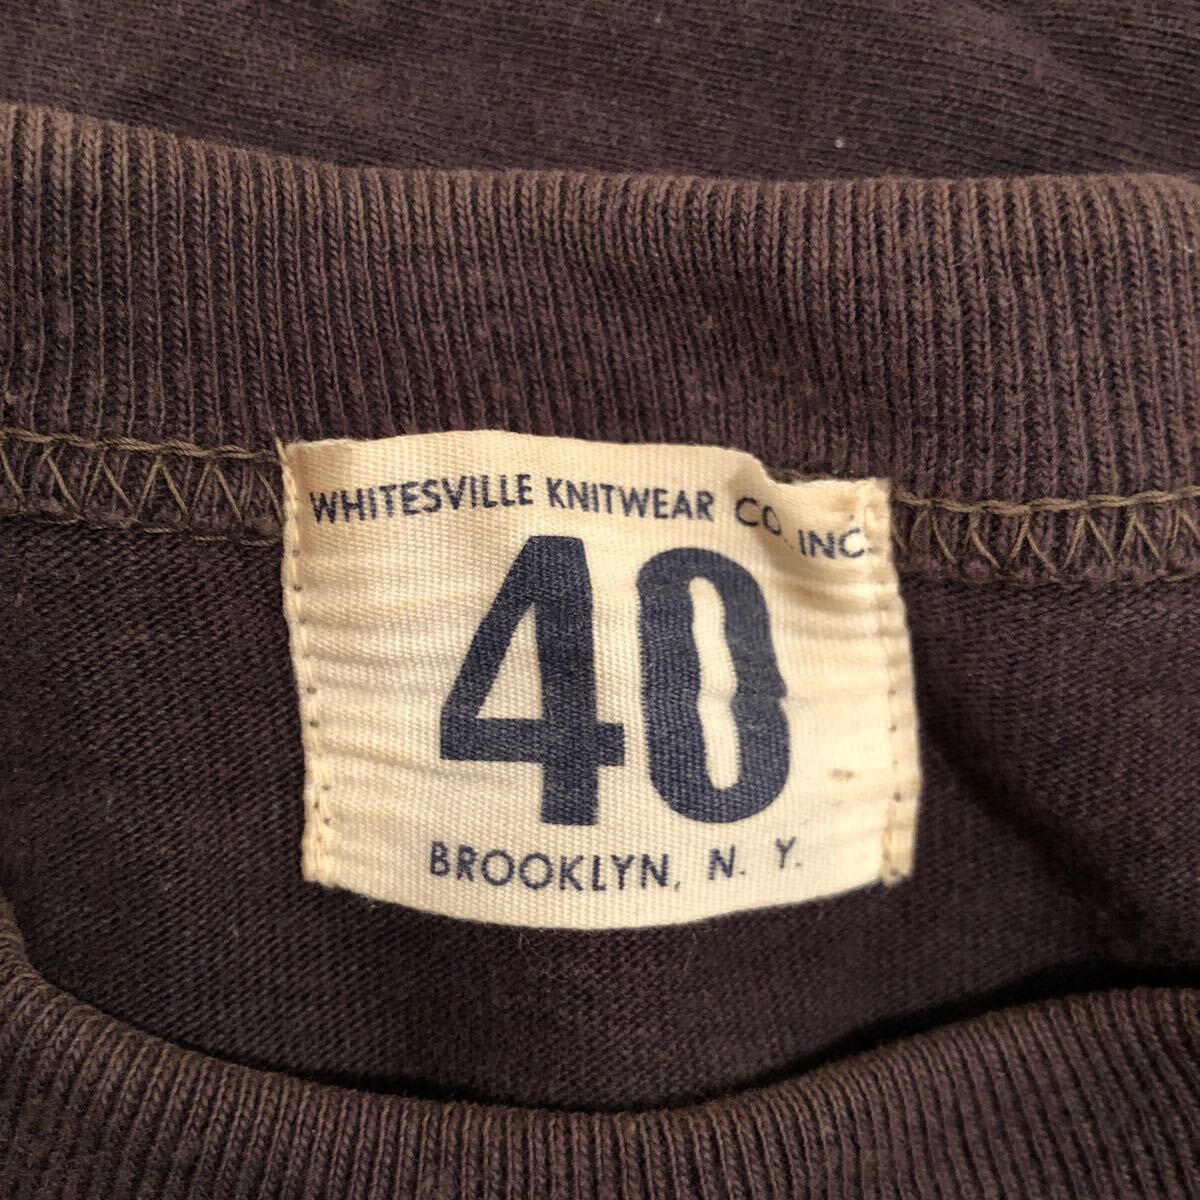 WHITESVILLE KNITWEAR CO. INC.
40
BROOKLYN, N. Y.